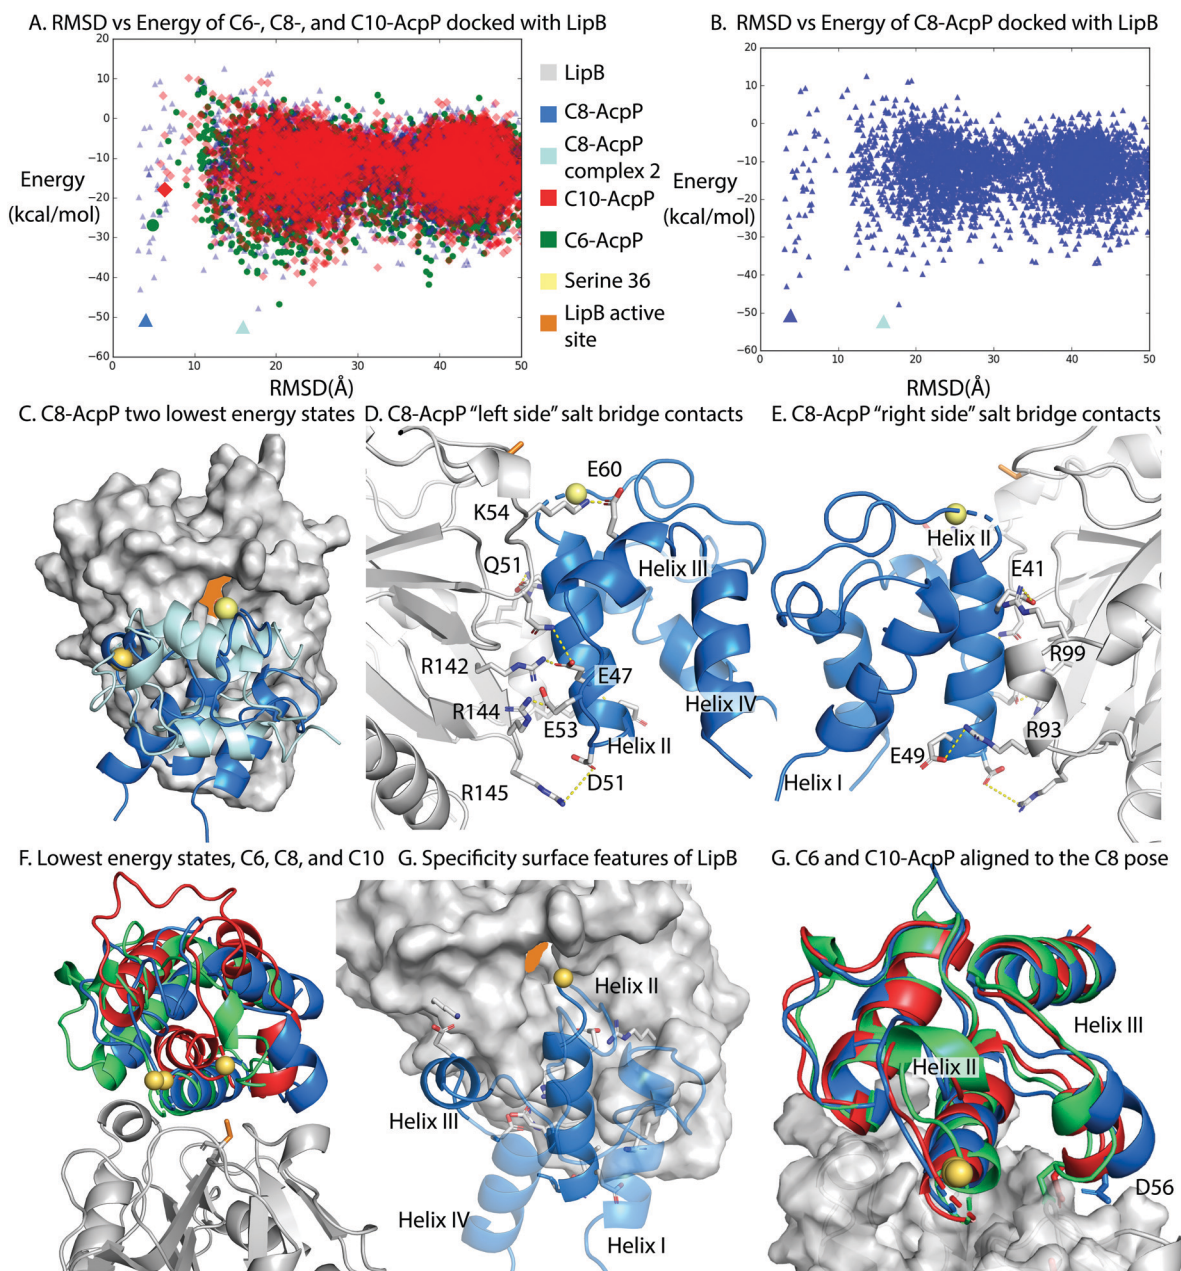 A. RMSD vs Energy of C6-, C8-, and C10-AcpP docked with LipB
20
10
0
−10
−20
−30
−40
−50
−60
Energy
(kcal/mol)
0
10
20
30
40
50
RMSD(Å)
LipB
C8-AcpP
C8-AcpP
complex 2
C10-AcpP
C6-AcpP
Serine 36
LipB active
site
B. RMSD vs Energy of C8-AcpP docked with LipB
20
10
0
−10
−20
−30
−40
−50
−60
Energy
(kcal/mol)
0
10
20
30
40
50
RMSD(Å)
C. C8-AcpP two lowest energy states
D. C8-AcpP “left side” salt bridge contacts
E60
K54
Q51
Helix III
R142
E47
R144
E53
Helix IV
Helix II
R145
D51
E. C8-AcpP “right side” salt bridge contacts
Helix II
E41
R99
R93
E49
Helix I
F. Lowest energy states, C6, C8, and C10
G. Specificity surface features of LipB
Helix II
Helix III
Helix IV
Helix I
G. C6 and C10-AcpP aligned to the C8 pose
Helix III
Helix II
D56